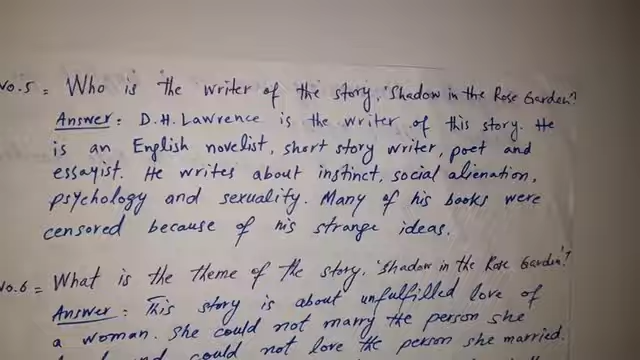 No.5 = Who is the writer of the story, 'Shadow in the Rose Garden'?
Answer : D.H. Lawrence is the writer of this story. He
is an English novelist, short story writer, poet and
essayist. He writes about instinct, social alienation,
psychology and sexuality. Many of his books were
censored because of his strange ideas.
No.6 = What is the theme of the story, 'Shadow in the Rose Garden'?
Answer : This story is about unfulfilled love of
a woman. She could not marry the person she
could not love the person she married.